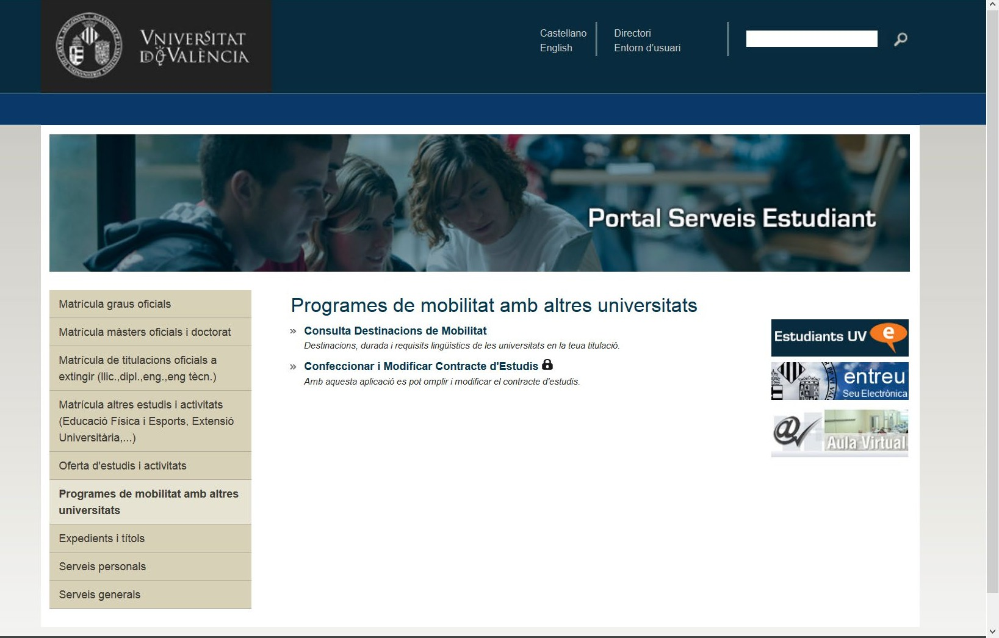 VNIVERSITAT
DE VALÈNCIA
Castellano
English
Directori
Entorn d’usuari
Portal Serveis Estudiant
Matrícula graus oficials
Matrícula màsters oficials i doctorat
Matrícula de titulacions oficials a
extingir (llic.,dipl.,eng.,eng tècn.)
Matrícula altres estudis i activitats
(Educació Física i Esports, Extensió
Universitària,...)
Oferta d'estudis i activitats
Programes de mobilitat amb altres
universitats
Expedients i títols
Serveis personals
Serveis generals
Programes de mobilitat amb altres universitats
» Consulta Destinacions de Mobilitat
Destinacions, durada i requisits lingüístics de les universitats en la teua titulació.
» Confeccionar i Modificar Contracte d'Estudis
Amb aquesta aplicació es pot omplir i modificar el contracte d'estudis.
Estudiants UV e
entreu
Seu Electrònica
@
Aula Virtual